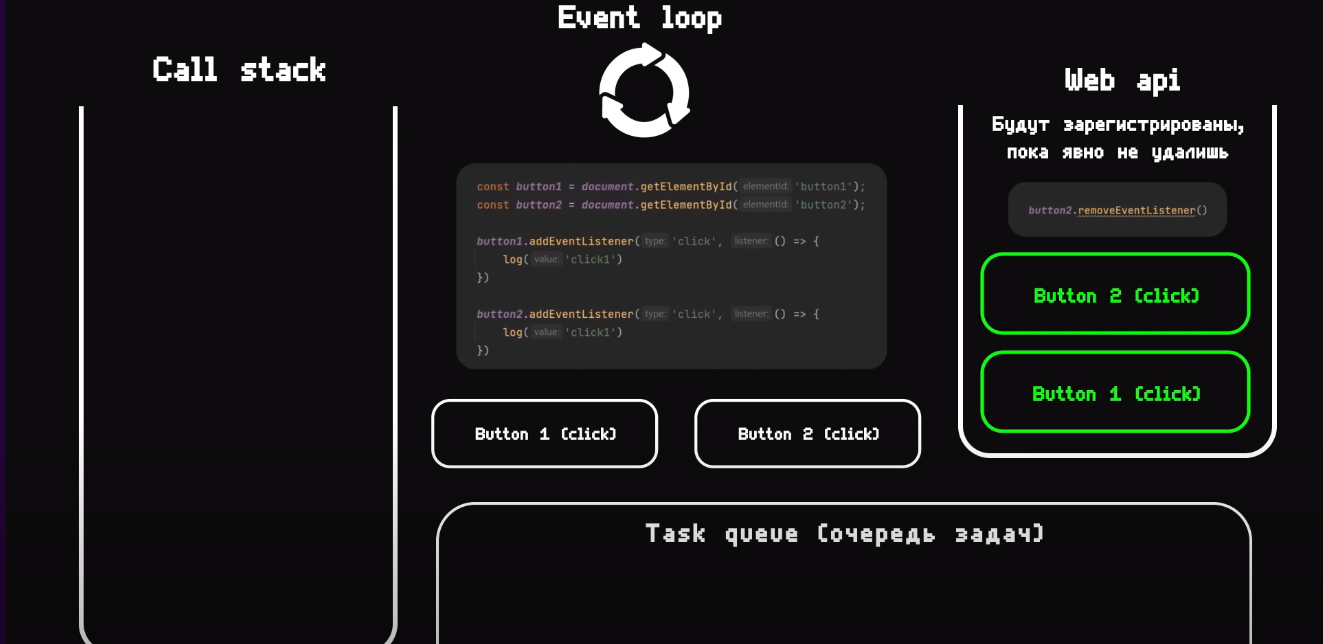 Event loop
Call stack
Web api
Будут зарегистрированы,
пока явно не удалишь
button2.removeEventListener()
Button 2 (click)
Button 1 (click)
const button1 = document.getElementById( elementId: 'button1');
const button2 = document.getElementById( elementId: 'button2');
button1.addEventListener( type: 'click', listener: () => {
log( value: 'click1')
})
button2.addEventListener( type: 'click', listener: () => {
log( value: 'click1')
})
Button 1 (click)
Button 2 (click)
Task queue (очередь задач)